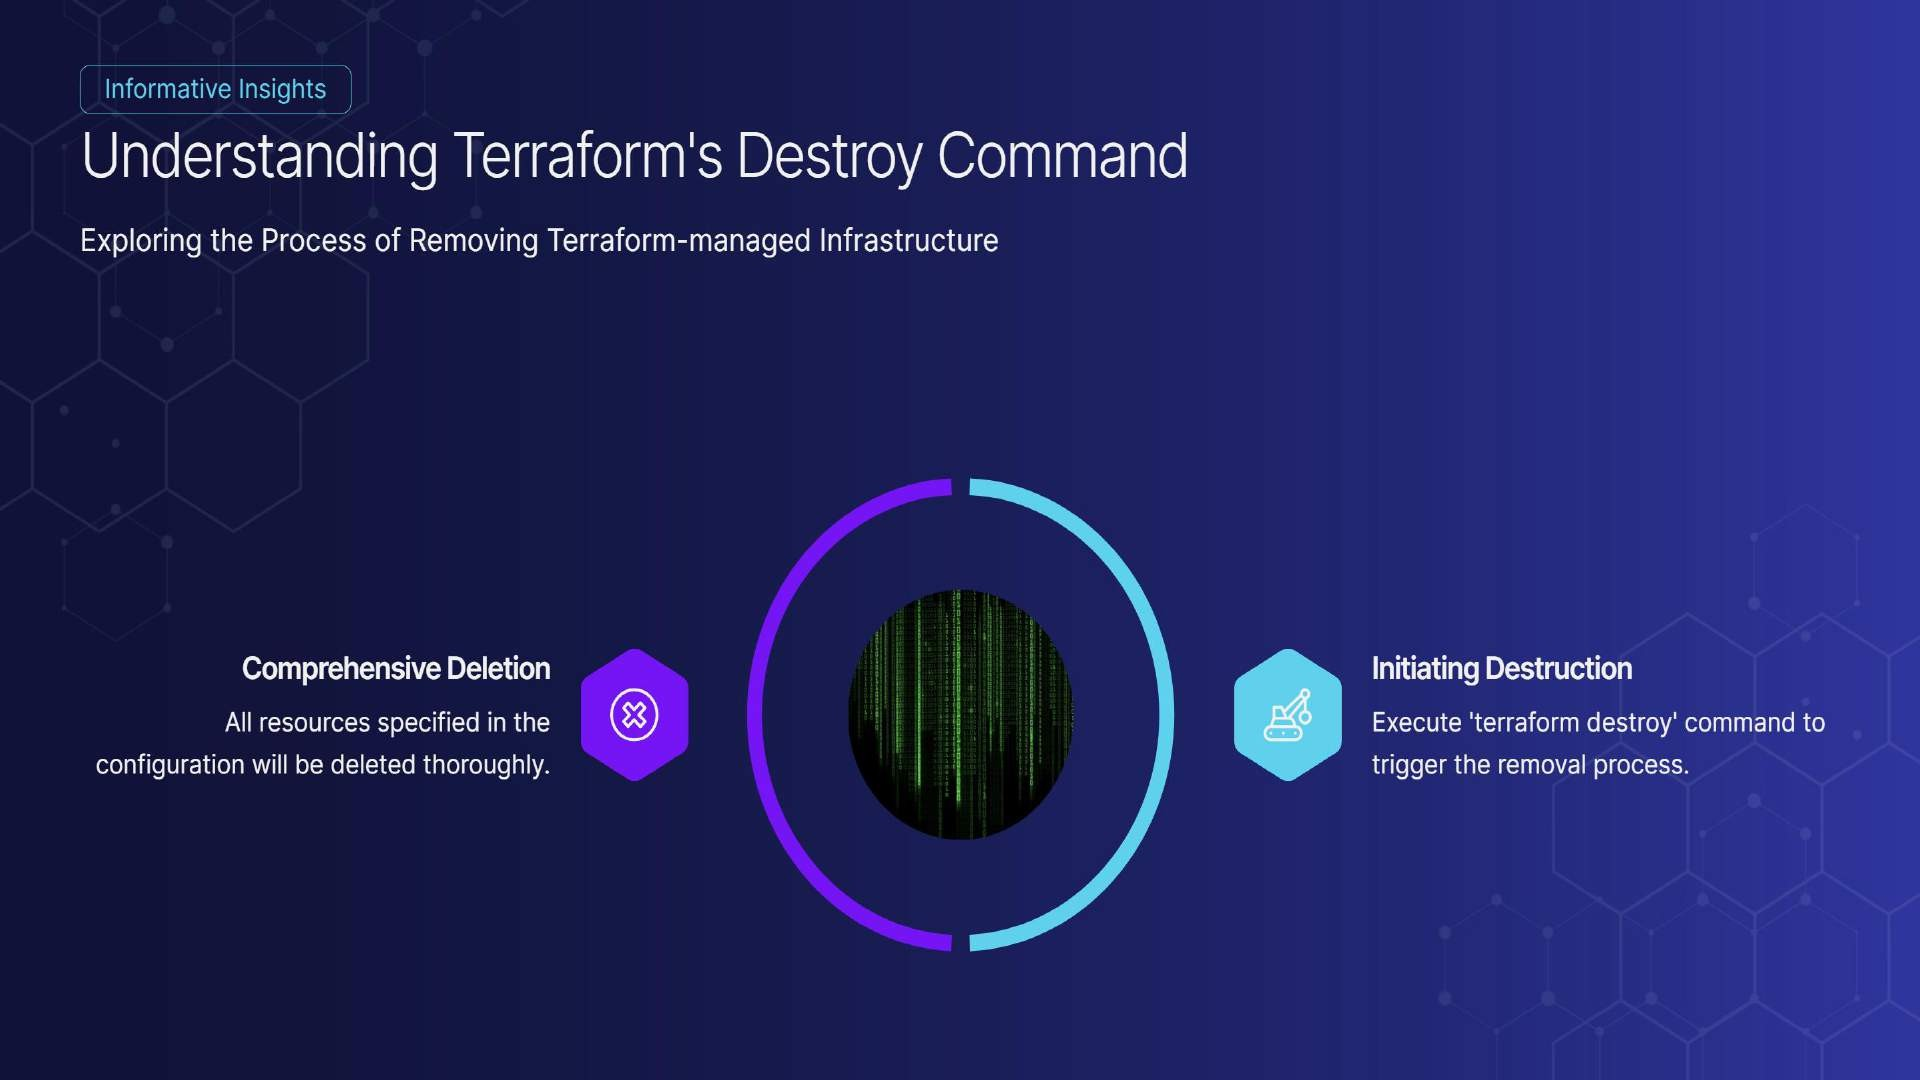 Informative Insights
Understanding Terraform's Destroy Command
Exploring the Process of Removing Terraform-managed Infrastructure
Comprehensive Deletion
All resources specified in the
configuration will be deleted thoroughly.
Initiating Destruction
Execute 'terraform destroy' command to
trigger the removal process.